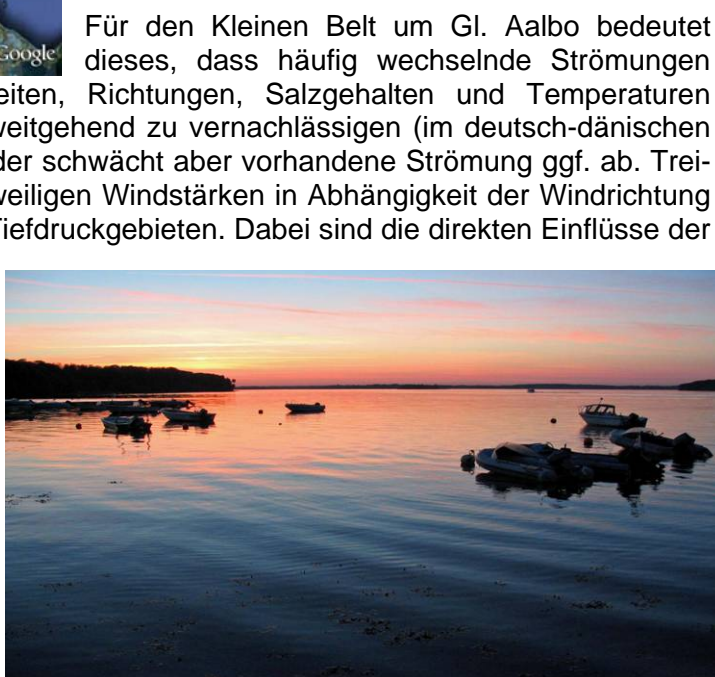 Google
Für den Kleinen Belt um Gl. Aalbo bedeutet
dieses, dass häufig wechselnde Strömungen
eiten, Richtungen, Salzgehalten und Temperaturen
weitgehend zu vernachlässigen (im deutsch-dänischen
der schwächt aber vorhandene Strömung ggf. ab. Trei-
weiligen Windstärken in Abhängigkeit der Windrichtung
Tiefdruckgebieten. Dabei sind die direkten Einflüsse der